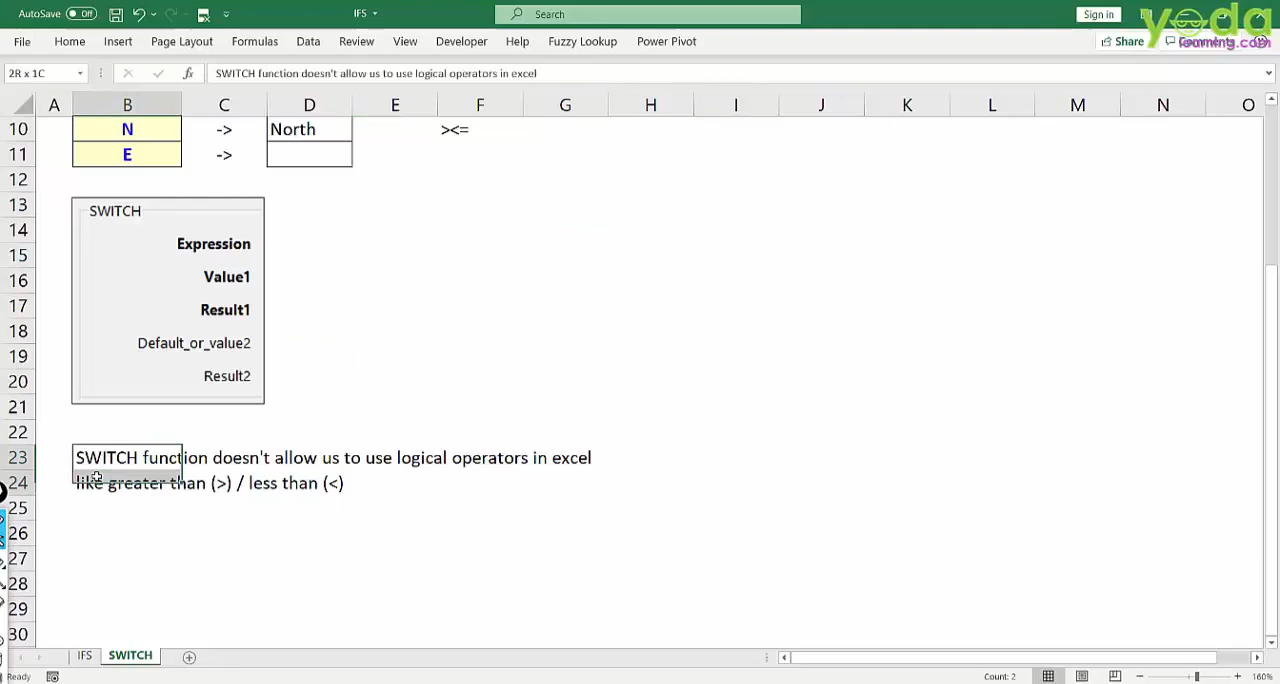 AutoSave Off IFS Search Sign in
yoda
learning.com
File Home Insert Page Layout Formulas Data Review View Developer Help Fuzzy Lookup Power Pivot Share
2R x 1C fx SWITCH function doesn't allow us to use logical operators in excel
A B C D E F G H I J K L M N O
10 N -> North ><=
11 E ->
12
13 SWITCH
14 Expression
15
16 Value1
17 Result1
18 Default_or_value2
19
20 Result2
21
22
23 SWITCH function doesn't allow us to use logical operators in excel
24 like greater than (>) / less than (<)
25
26
27
28
29
30
IFS SWITCH
Ready Count: 2 160%